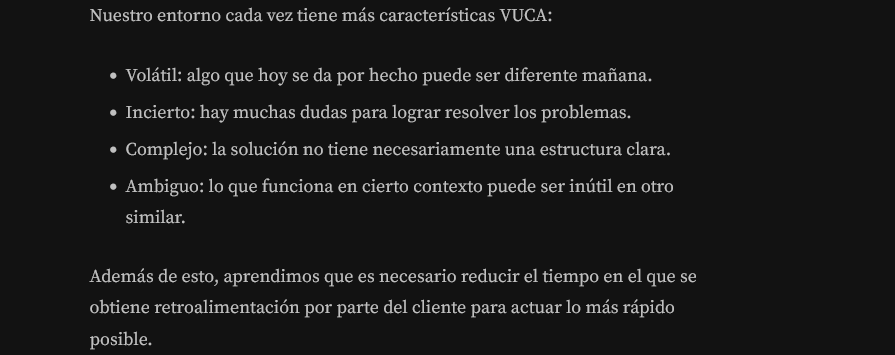 Nuestro entorno cada vez tiene más características VUCA:
• Volátil: algo que hoy se da por hecho puede ser diferente mañana.
• Incierto: hay muchas dudas para lograr resolver los problemas.
• Complejo: la solución no tiene necesariamente una estructura clara.
• Ambiguo: lo que funciona en cierto contexto puede ser inútil en otro
similar.
Además de esto, aprendimos que es necesario reducir el tiempo en el que se
obtiene retroalimentación por parte del cliente para actuar lo más rápido
posible.